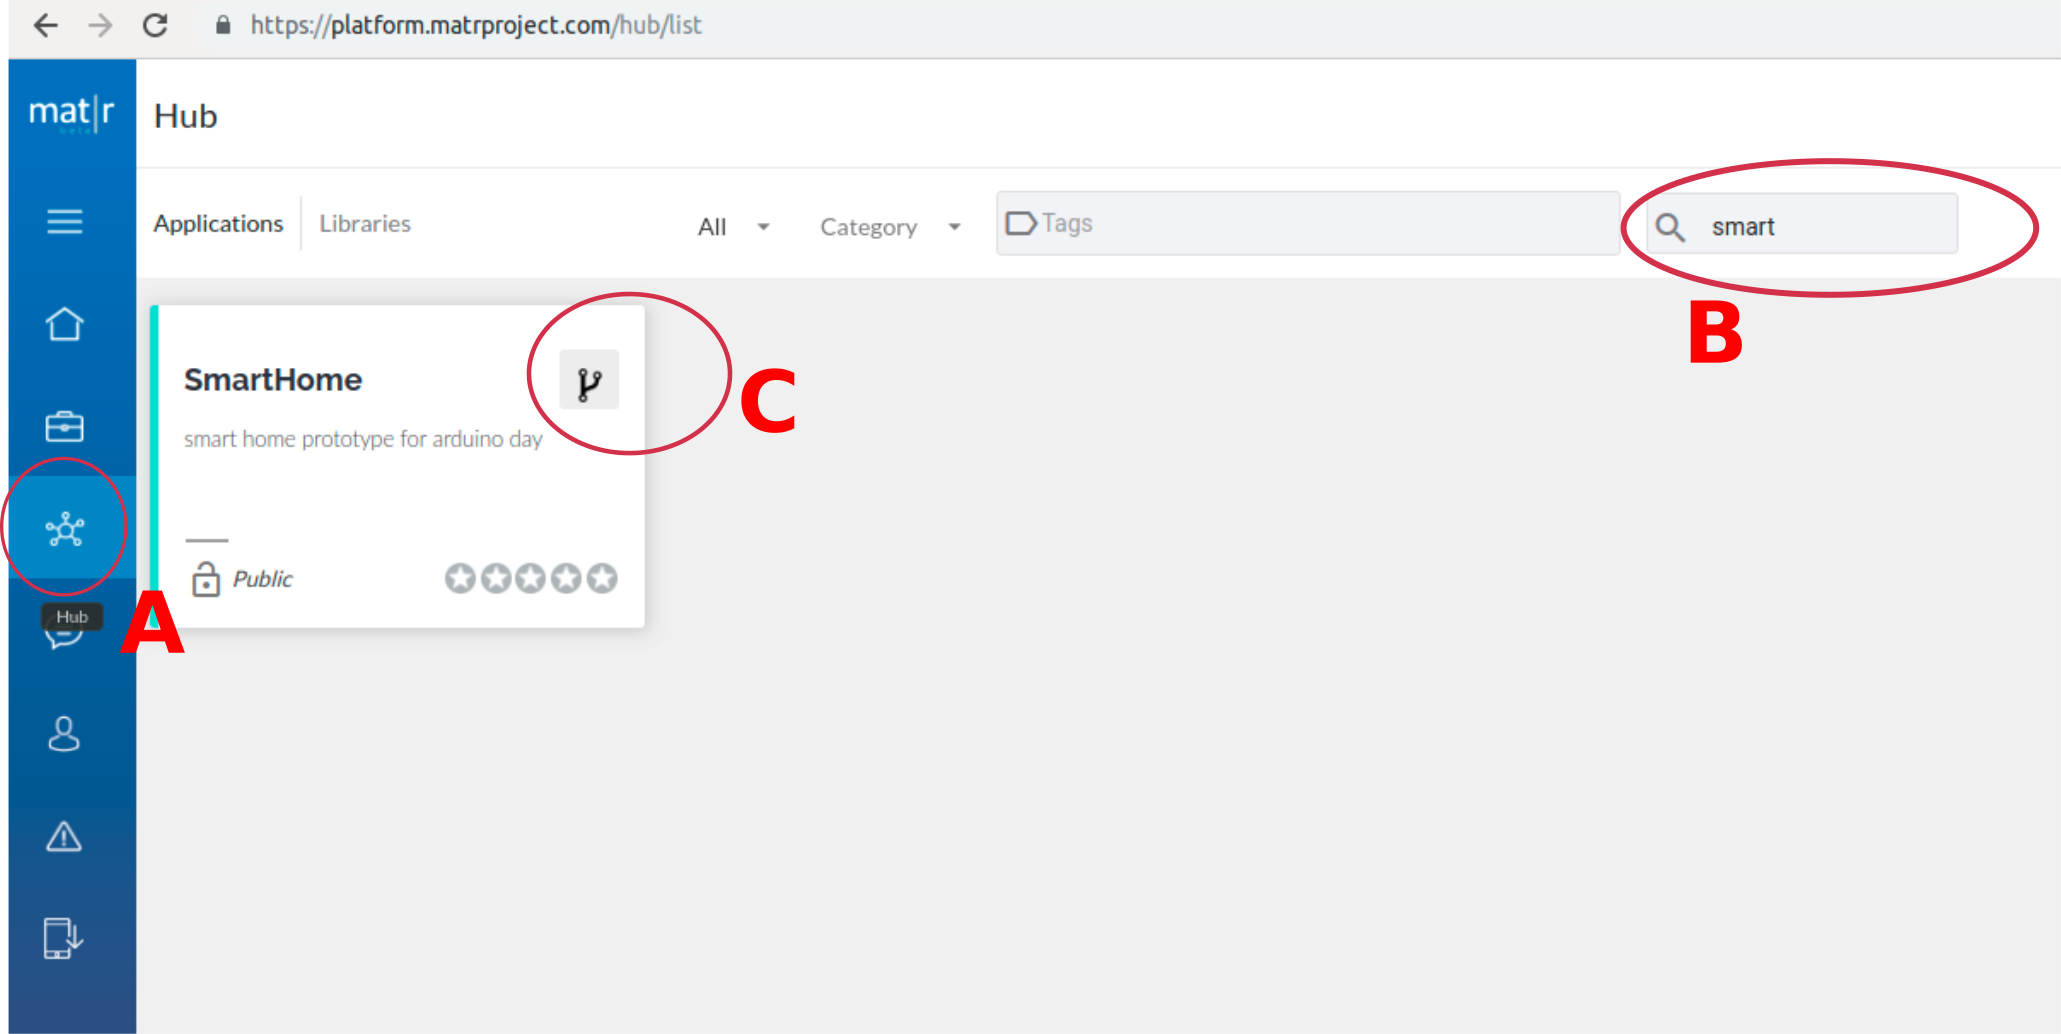 https://platform.matrproject.com/hub/list
mat|r
beta
Hub
Applications
Libraries
All
Category
Tags
smart
B
SmartHome
C
smart home prototype for arduino day
Public
Hub
A